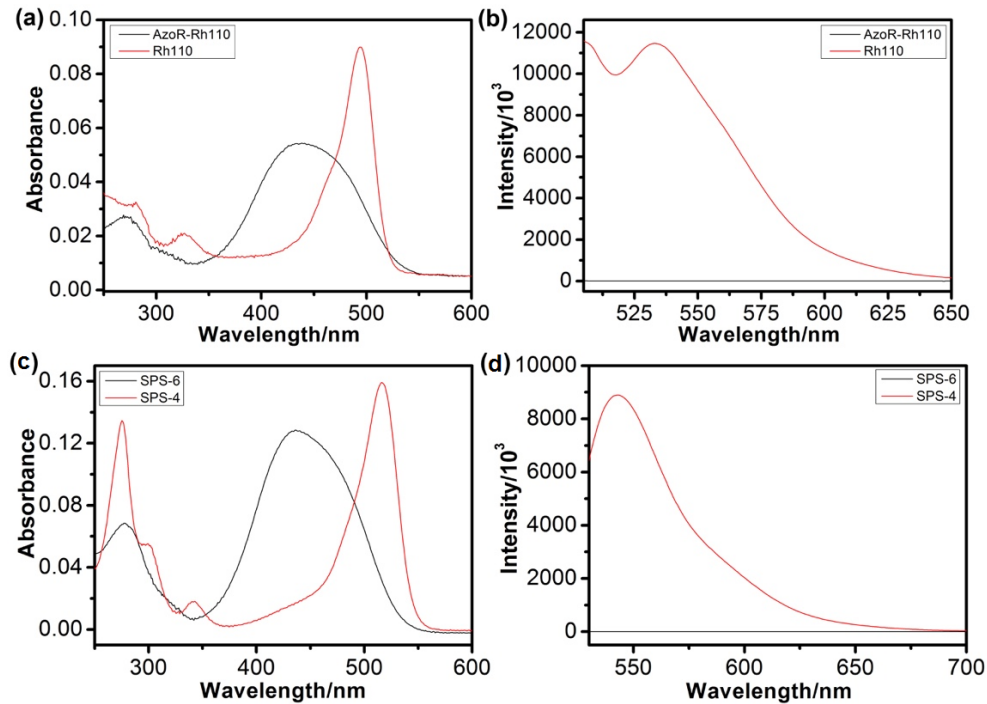 (a)
0.10
0.08
0.06
0.04
0.02
0.00
Absorbance
AzoR-Rh110
Rh110
300 400 500 600
Wavelength/nm
(b)
12000
10000
8000
6000
4000
2000
0
Intensity/10³
AzoR-Rh110
Rh110
525 550 575 600 625 650
Wavelength/nm
(c)
0.16
0.12
0.08
0.04
0.00
Absorbance
SPS-6
SPS-4
300 400 500 600
Wavelength/nm
(d)
10000
8000
6000
4000
2000
0
Intensity/10³
SPS-6
SPS-4
550 600 650 700
Wavelength/nm